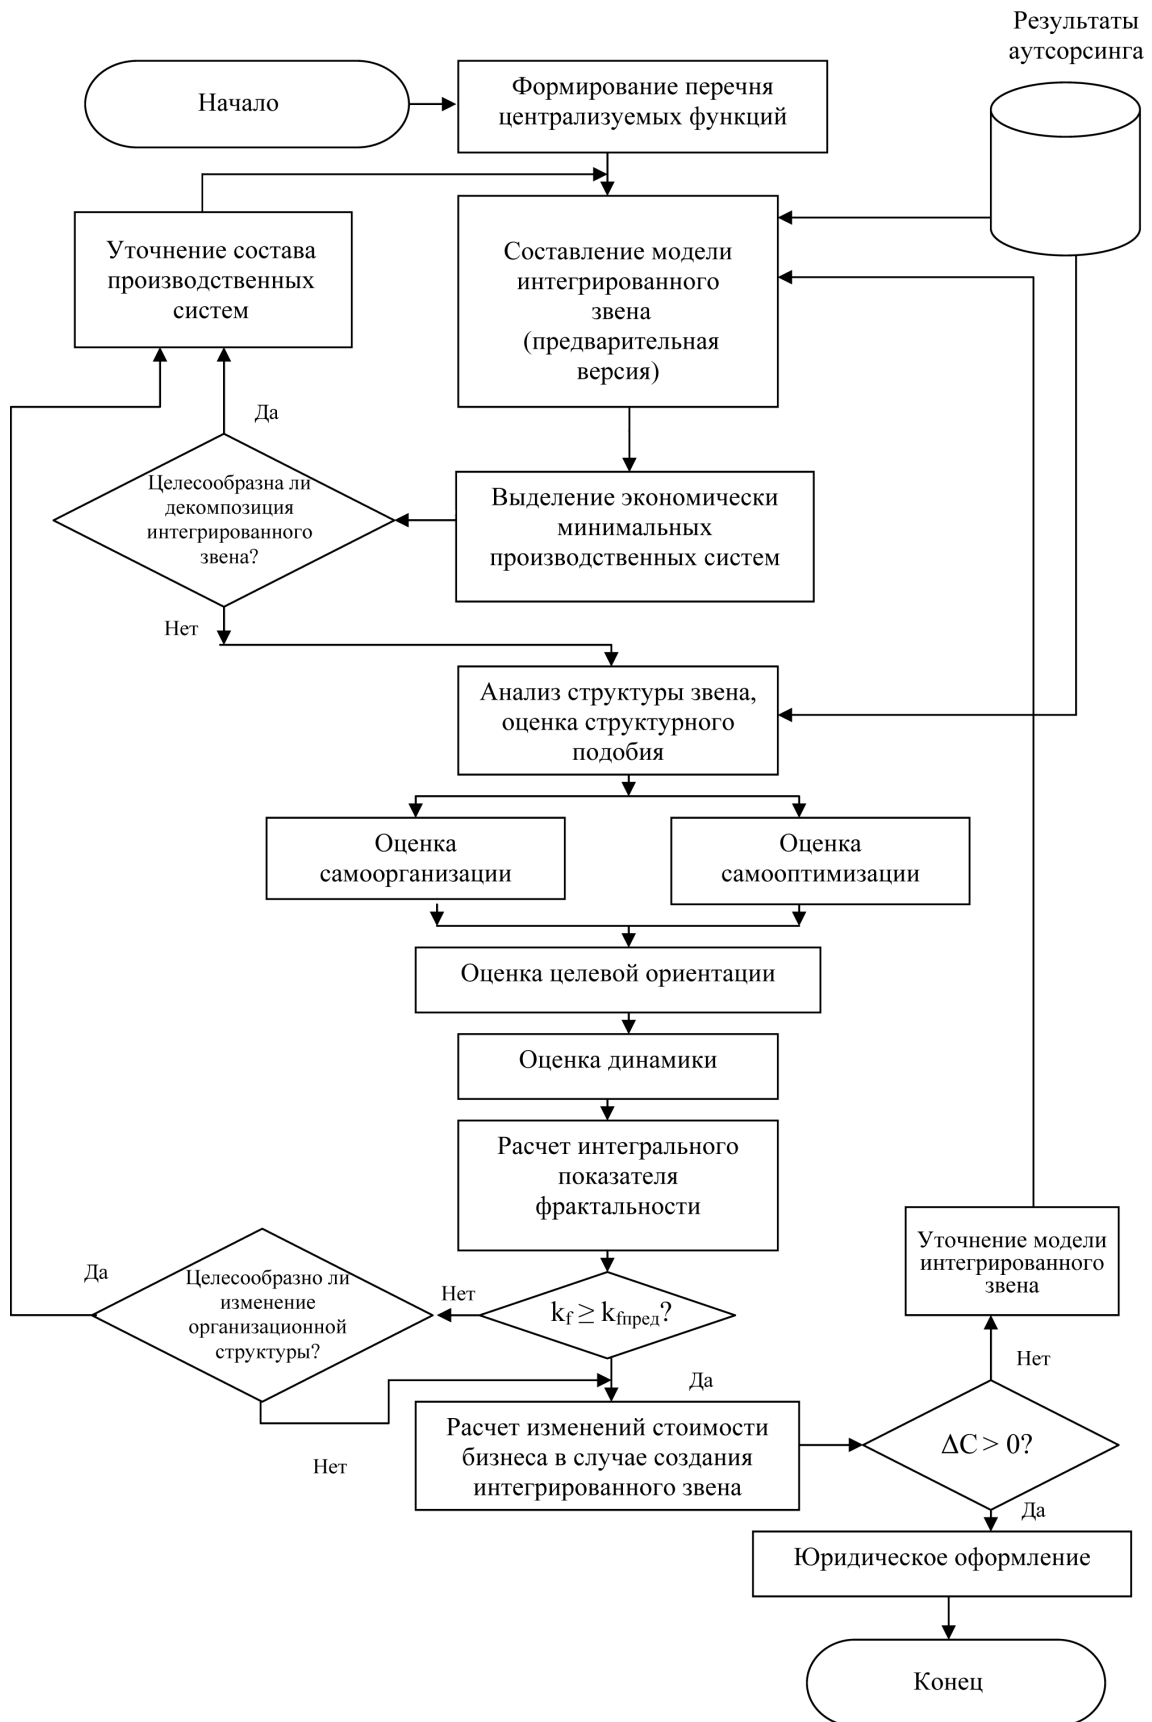 Результаты
аутсорсинга
Начало
Формирование перечня
централизуемых функций
Уточнение состава
производственных
систем
Составление модели
интегрированного
звена
(предварительная
версия)
Да
Целесообразна ли
декомпозиция
интегрированного
звена?
Выделение экономически
минимальных
производственных систем
Нет
Анализ структуры звена,
оценка структурного
подобия
Оценка
самоорганизации
Оценка
самооптимизации
Оценка целевой ориентации
Оценка динамики
Расчет интегрального
показателя
фрактальности
Уточнение модели
интегрированного
звена
Да
Целесообразно ли
изменение
организационной
структуры?
Нет
kf ≥ kfпред?
Нет
Да
Расчет изменений стоимости
бизнеса в случае создания
интегрированного звена
ΔC > 0?
Нет
Да
Юридическое оформление
Конец